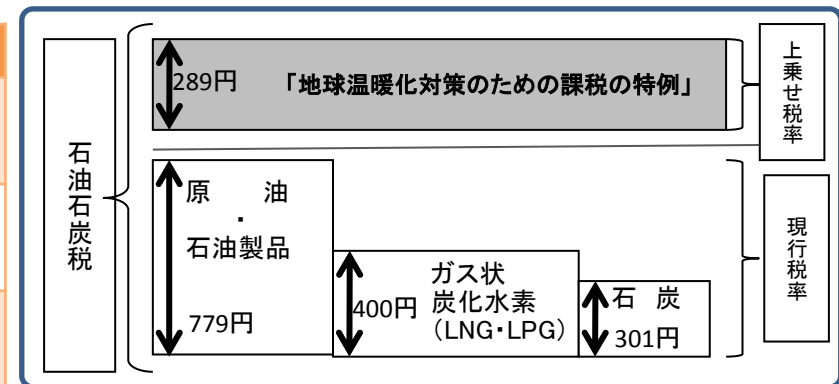 石油石炭税
289円
「地球温暖化対策のための課税の特例」
上乗せ税率
原　油
・
石油製品
779円
400円
ガス状
炭化水素
(LNG・LPG)
石　炭
301円
現行税率